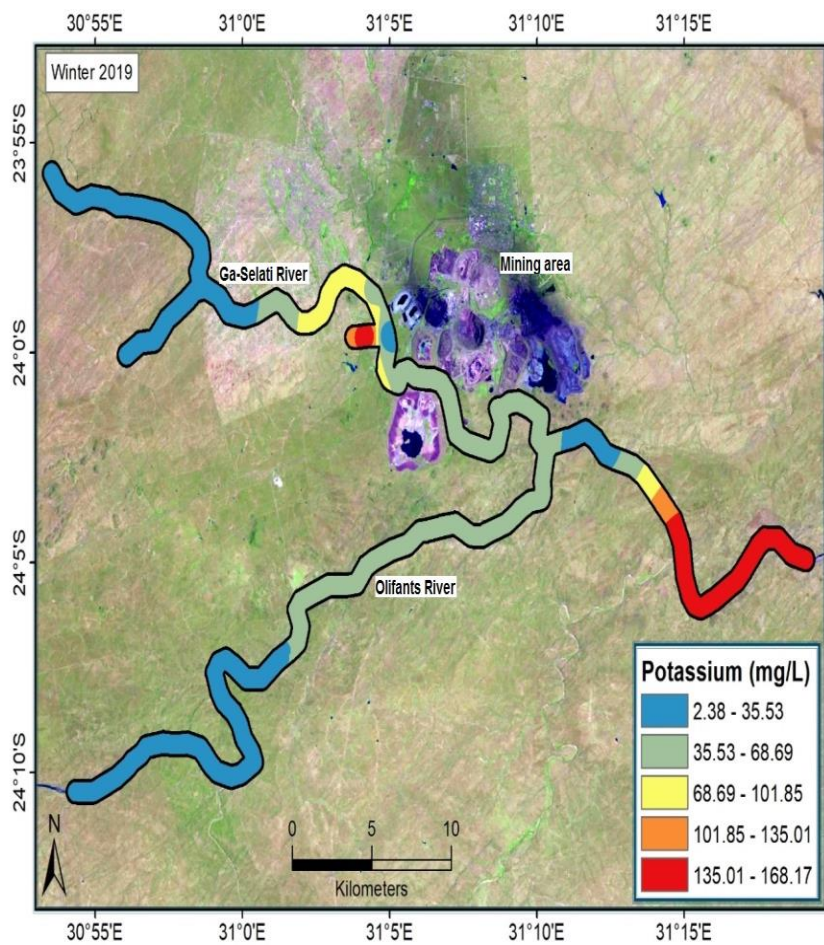 30°55'E 31°0'E 31°5'E 31°10'E 31°15'E
Winter 2019
23°55'S
Ga-Selati River
Mining area
24°0'S
24°5'S
Olifants River
24°10'S
Potassium (mg/L)
2.38 - 35.53
35.53 - 68.69
68.69 - 101.85
101.85 - 135.01
135.01 - 168.17
N
0 5 10
Kilometers
30°55'E 31°0'E 31°5'E 31°10'E 31°15'E